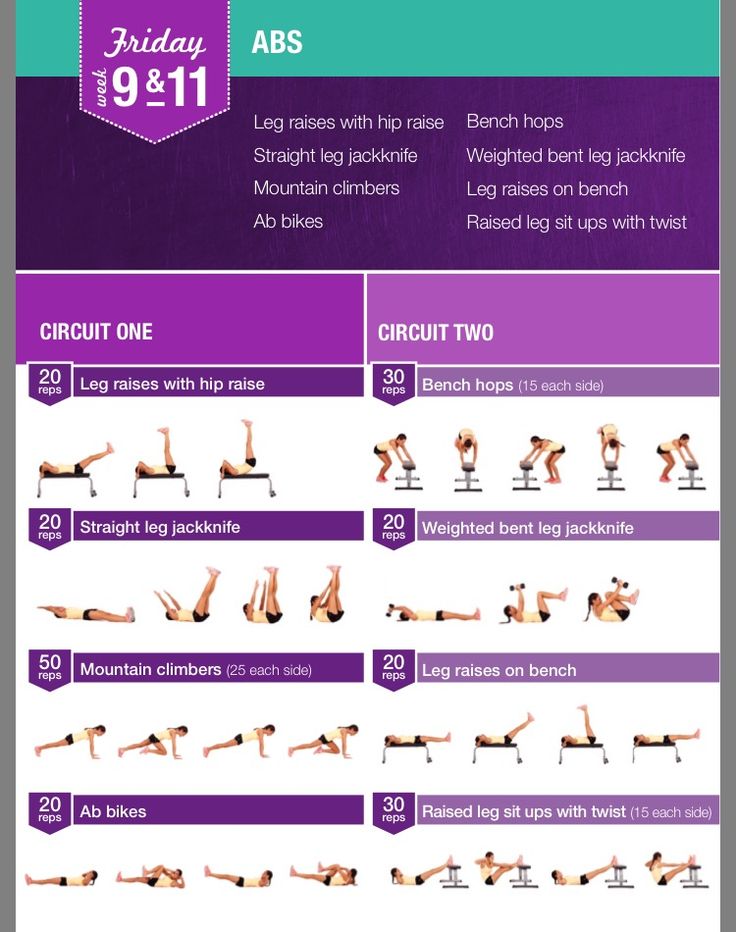 Friday
week 9 & 11
ABS
Leg raises with hip raise
Straight leg jackknife
Mountain climbers
Ab bikes
Bench hops
Weighted bent leg jackknife
Leg raises on bench
Raised leg sit ups with twist
CIRCUIT ONE
20 reps Leg raises with hip raise
20 reps Straight leg jackknife
50 reps Mountain climbers (25 each side)
20 reps Ab bikes
CIRCUIT TWO
30 reps Bench hops (15 each side)
20 reps Weighted bent leg jackknife
20 reps Leg raises on bench
30 reps Raised leg sit ups with twist (15 each side)